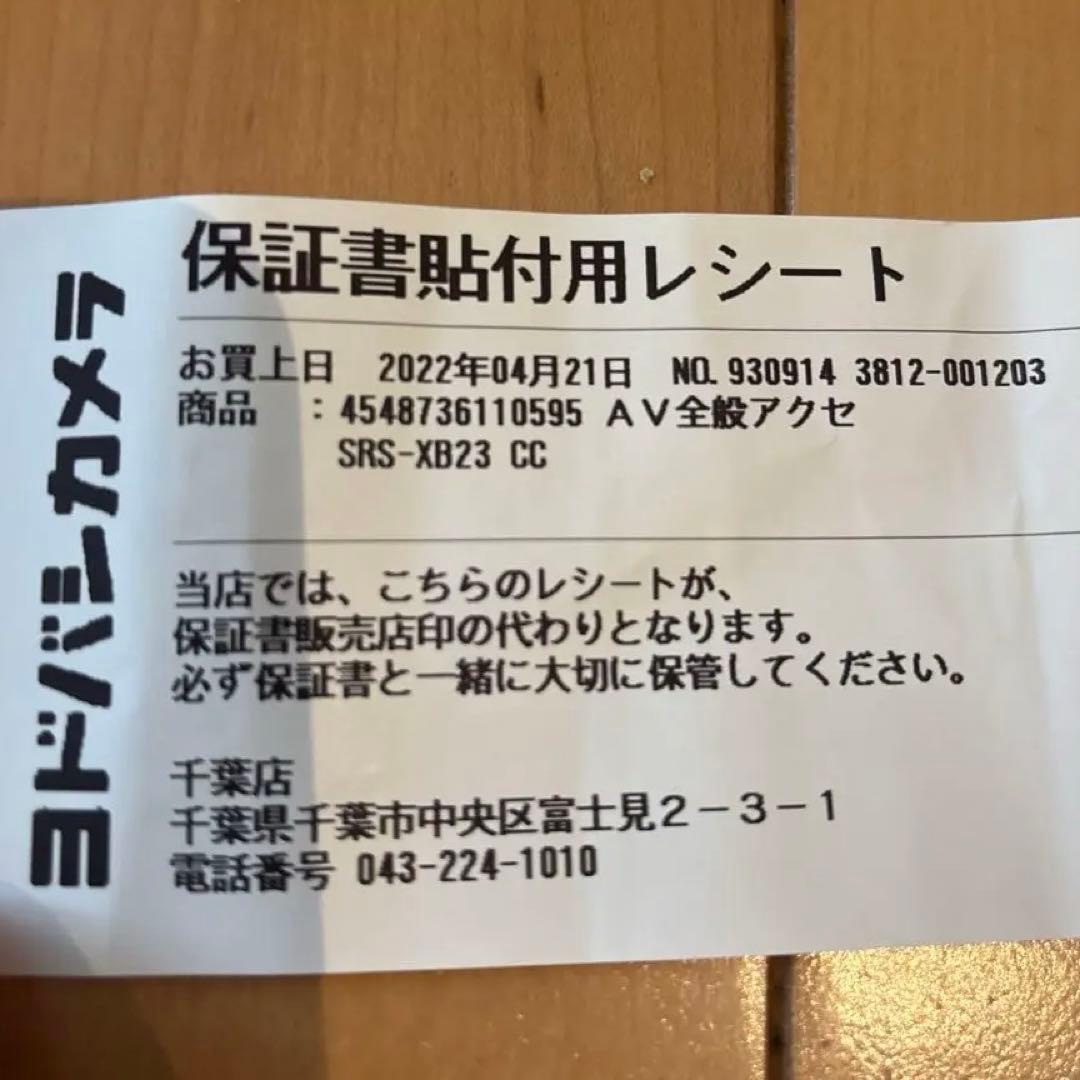 ヨドバシカメラ
保証書貼付用レシート
お買上日 2022年04月21日 NO. 930914 3812-001203
商品 : 4548736110595 AV全般アクセ
SRS-XB23 CC
当店では、こちらのレシートが、
保証書販売店印の代わりとなります。
必ず保証書と一緒に大切に保管してください。
千葉店
千葉県千葉市中央区富士見2-3-1
電話番号 043-224-1010